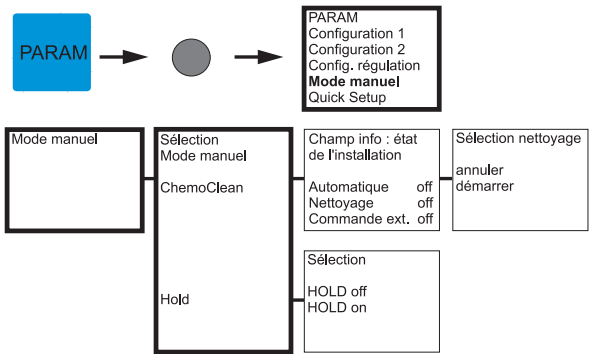 PARAM
PARAM
Configuration 1
Configuration 2
Config. régulation
Mode manuel
Quick Setup
Mode manuel
Sélection
Mode manuel
ChemoClean
Hold
Champ info : état
de l'installation
Automatique off
Nettoyage off
Commande ext. off
Sélection nettoyage
annuler
démarrer
Sélection
HOLD off
HOLD on